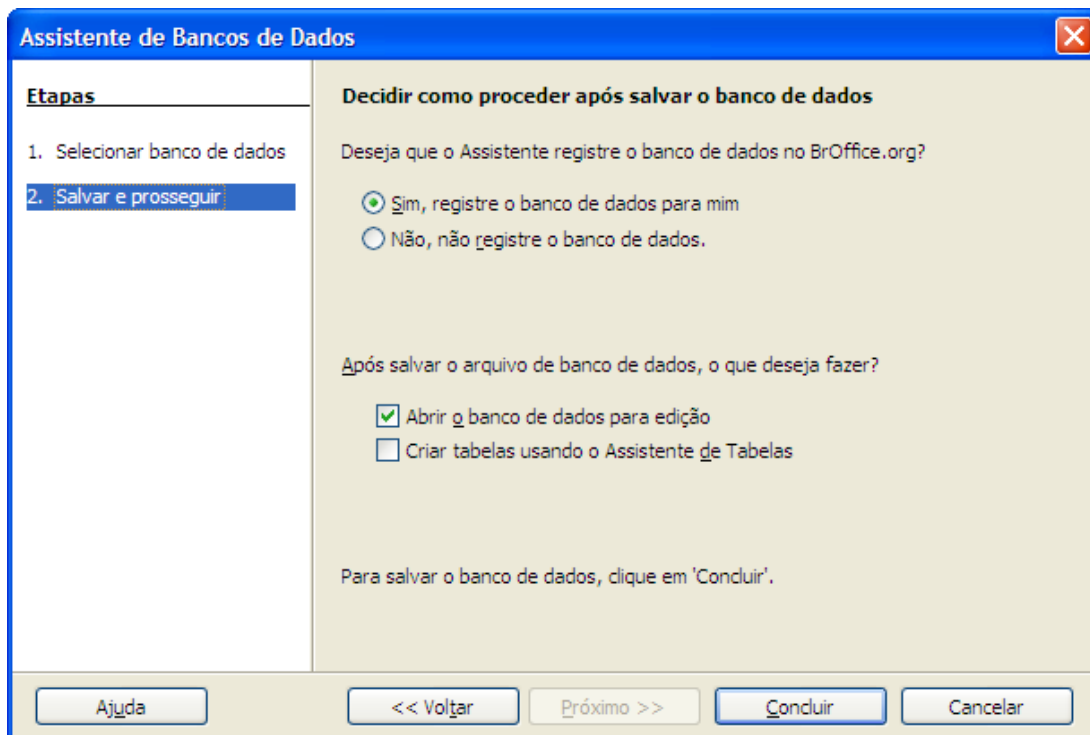 Assistente de Bancos de Dados
Etapas
1. Selecionar banco de dados
2. Salvar e prosseguir
Decidir como proceder após salvar o banco de dados
Deseja que o Assistente registre o banco de dados no BrOffice.org?
Sim, registre o banco de dados para mim
Não, não registre o banco de dados.
Após salvar o arquivo de banco de dados, o que deseja fazer?
Abrir o banco de dados para edição
Criar tabelas usando o Assistente de Tabelas
Para salvar o banco de dados, clique em 'Concluir'.
Ajuda
<< Voltar
Próximo >>
Concluir
Cancelar